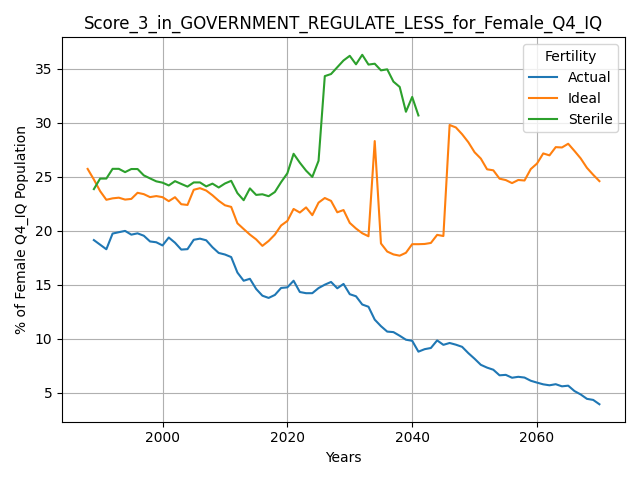 Score_3_in_GOVERNMENT_REGULATE_LESS_for_Female_Q4_IQ
% of Female Q4_IQ Population
35
30
25
20
15
10
5
Fertility
Actual
Ideal
Sterile
2000
2020
2040
2060
Years